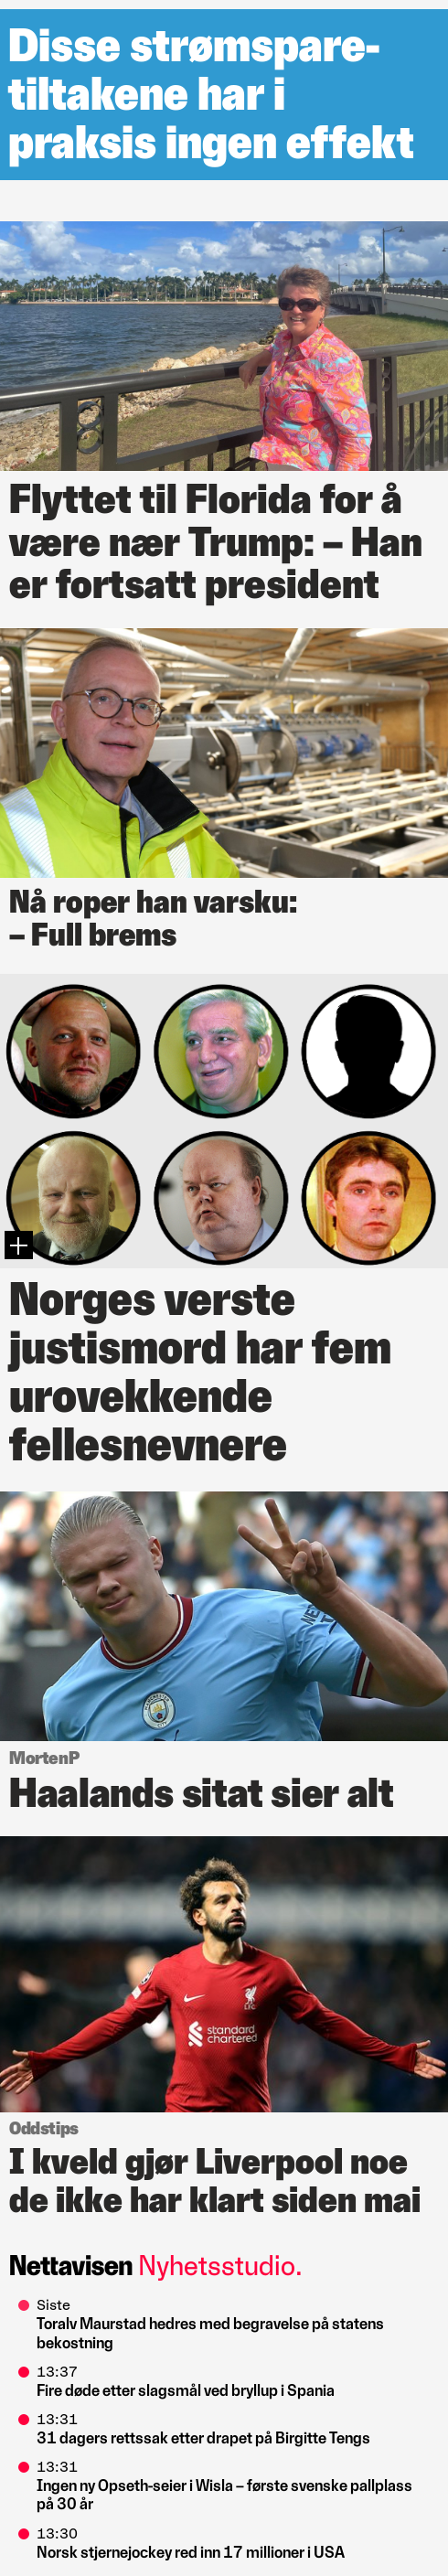 Disse strømspare-
tiltakene har i
praksis ingen effekt
Flyttet til Florida for å
være nær Trump: – Han
er fortsatt president
Nå roper han varsku:
– Full brems
Norges verste
justismord har fem
urovekkende
fellesnevnere
MortenP
Haalands sitat sier alt
standard
chartered
Oddstips
I kveld gjør Liverpool noe
de ikke har klart siden mai
Nettavisen Nyhetsstudio.
Siste
Toralv Maurstad hedres med begravelse på statens
bekostning
13:37
Fire døde etter slagsmål ved bryllup i Spania
13:31
31 dagers rettssak etter drapet på Birgitte Tengs
13:31
Ingen ny Opseth-seier i Wisla – første svenske pallplass
på 30 år
13:30
Norsk stjernejockey red inn 17 millioner i USA